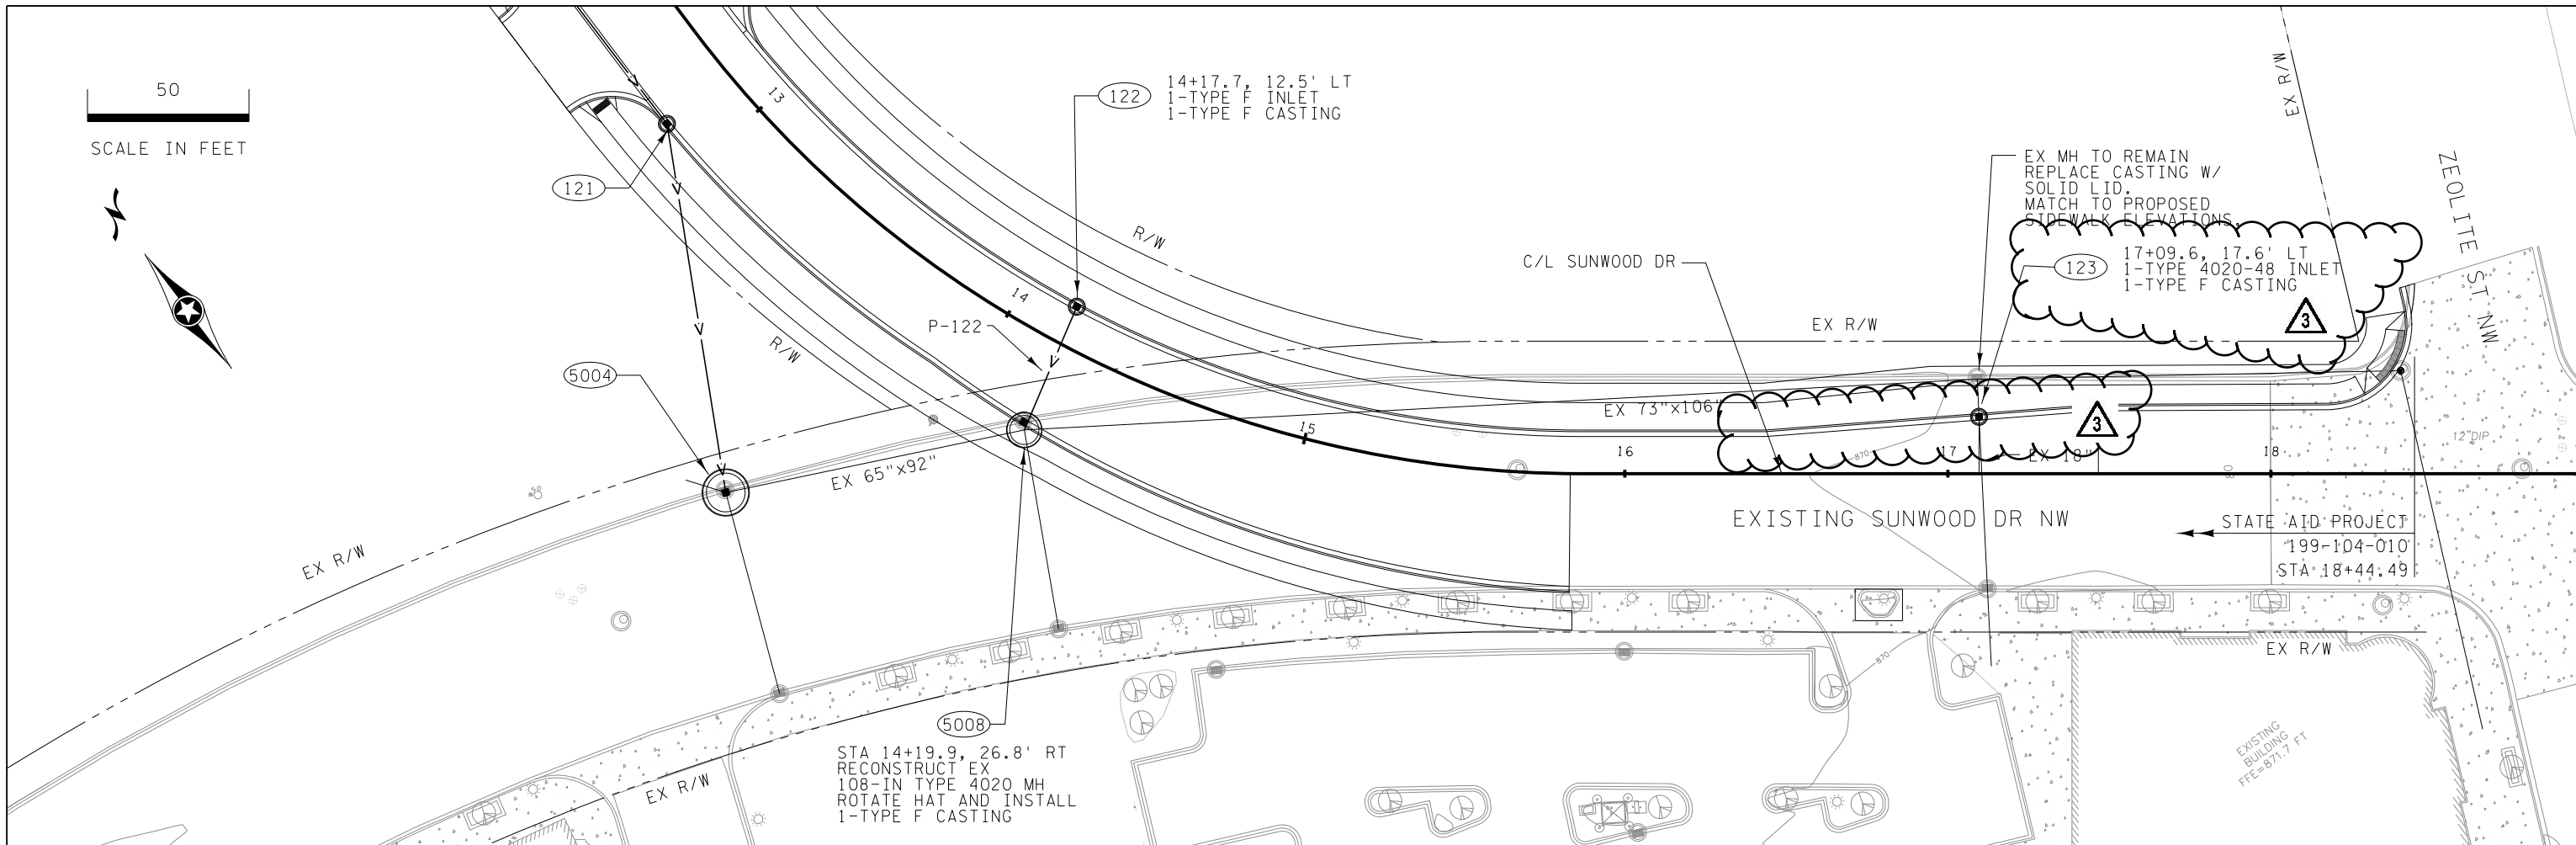 50
SCALE IN FEET
13
14
15
16
17
18
121
122
14+17.7, 12.5' LT
1-TYPE F INLET
1-TYPE F CASTING
R/W
R/W
P-122
5004
EX 65"x92"
EX R/W
C/L SUNWOOD DR
EX 73"x106"
EX R/W
EX MH TO REMAIN
REPLACE CASTING W/
SOLID LID.
MATCH TO PROPOSED
SIDEWALK ELEVATIONS.
123
17+09.6, 17.6' LT
1-TYPE 4020-48 INLET
1-TYPE F CASTING
3
3
EX R/W
ZEOLITE ST NW
12"DIP
870
EX 18"
EXISTING SUNWOOD DR NW
STATE AID PROJECT
199-104-010
STA 18+44.49
EX R/W
870
EXISTING
BUILDING
FFE=871.7 FT
5008
STA 14+19.9, 26.8' RT
RECONSTRUCT EX
108-IN TYPE 4020 MH
ROTATE HAT AND INSTALL
1-TYPE F CASTING
EX R/W